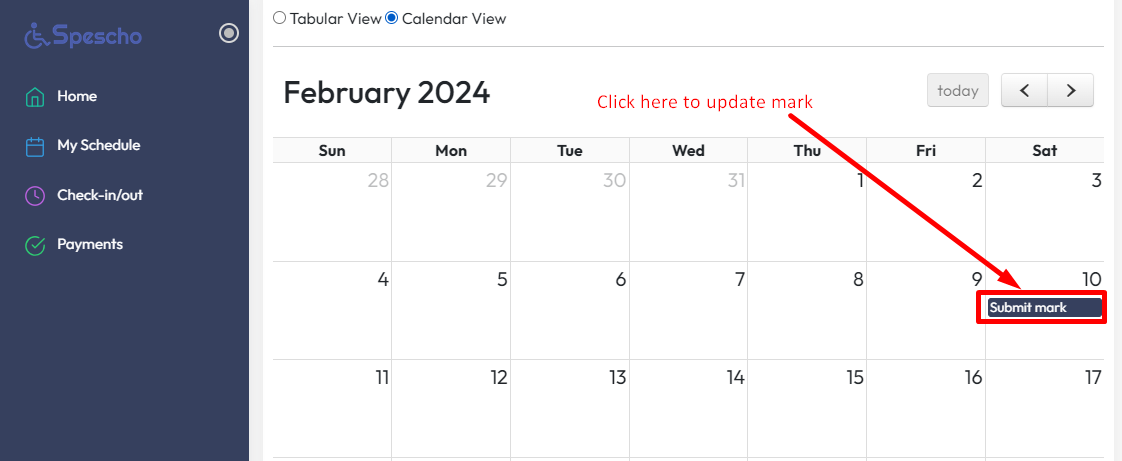 Spescho
Home
My Schedule
Check-in/out
Payments
Tabular View Calendar View
February 2024
today
Click here to update mark
Sun Mon Tue Wed Thu Fri Sat
28 29 30 31 1 2 3
4 5 6 7 8 9 10
Submit mark
11 12 13 14 15 16 17